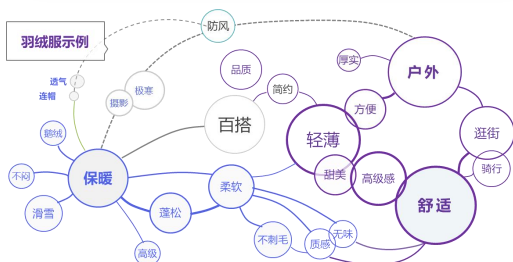 羽绒服示例
防风
品质
厚实
户外
透气
连帽
极寒
摄影
简约
方便
百搭
鹅绒
轻薄
逛街
不闷
保暖
甜美
高级感
骑行
柔软
舒适
滑雪
蓬松
不刺毛
质感
无味
高级